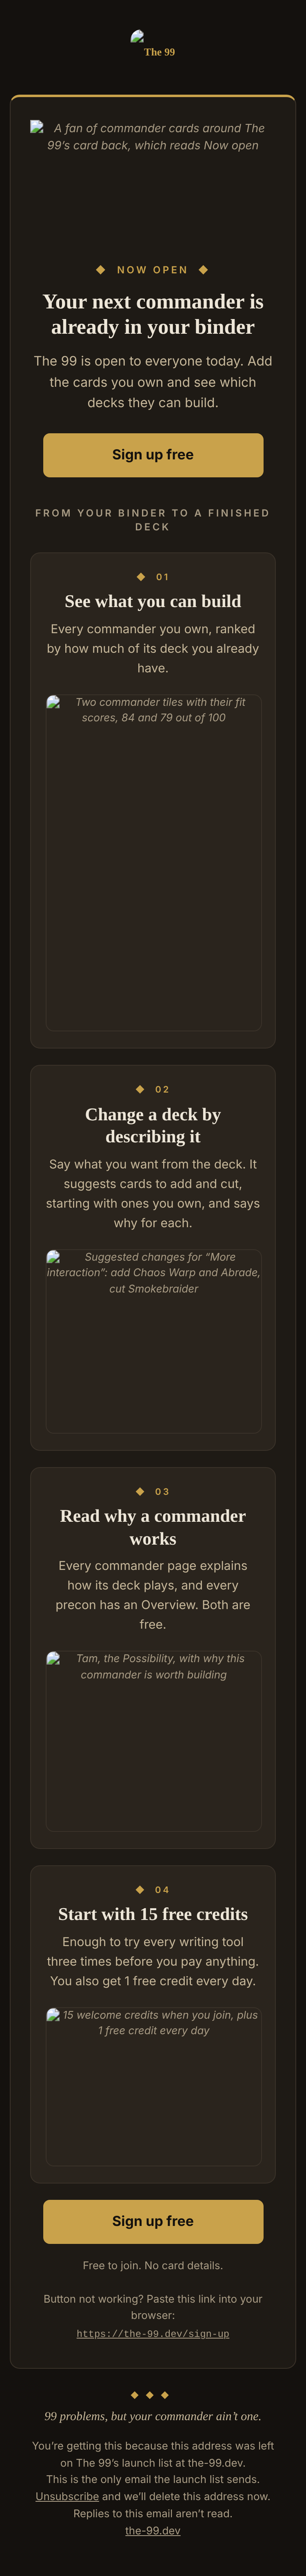 The 99
A fan of commander cards around The
99’s card back, which reads Now open
◆ NOW OPEN ◆
Your next commander is
already in your binder
The 99 is open to everyone today. Add
the cards you own and see which
decks they can build.
Sign up free
FROM YOUR BINDER TO A FINISHED
DECK
◆ 01
See what you can build
Every commander you own, ranked
by how much of its deck you already
have.
Two commander tiles with their fit
scores, 84 and 79 out of 100
◆ 02
Change a deck by
describing it
Say what you want from the deck. It
suggests cards to add and cut,
starting with ones you own, and says
why for each.
Suggested changes for “More
interaction”: add Chaos Warp and Abrade,
cut Smokebraider
◆ 03
Read why a commander
works
Every commander page explains
how its deck plays, and every
precon has an Overview. Both are
free.
Tam, the Possibility, with why this
commander is worth building
◆ 04
Start with 15 free credits
Enough to try every writing tool
three times before you pay anything.
You also get 1 free credit every day.
15 welcome credits when you join, plus
1 free credit every day
Sign up free
Free to join. No card details.
Button not working? Paste this link into your
browser:
https://the-99.dev/sign-up
◆ ◆ ◆
99 problems, but your commander ain’t one.
You’re getting this because this address was left
on The 99’s launch list at the-99.dev.
This is the only email the launch list sends.
Unsubscribe and we’ll delete this address now.
Replies to this email aren’t read.
the-99.dev